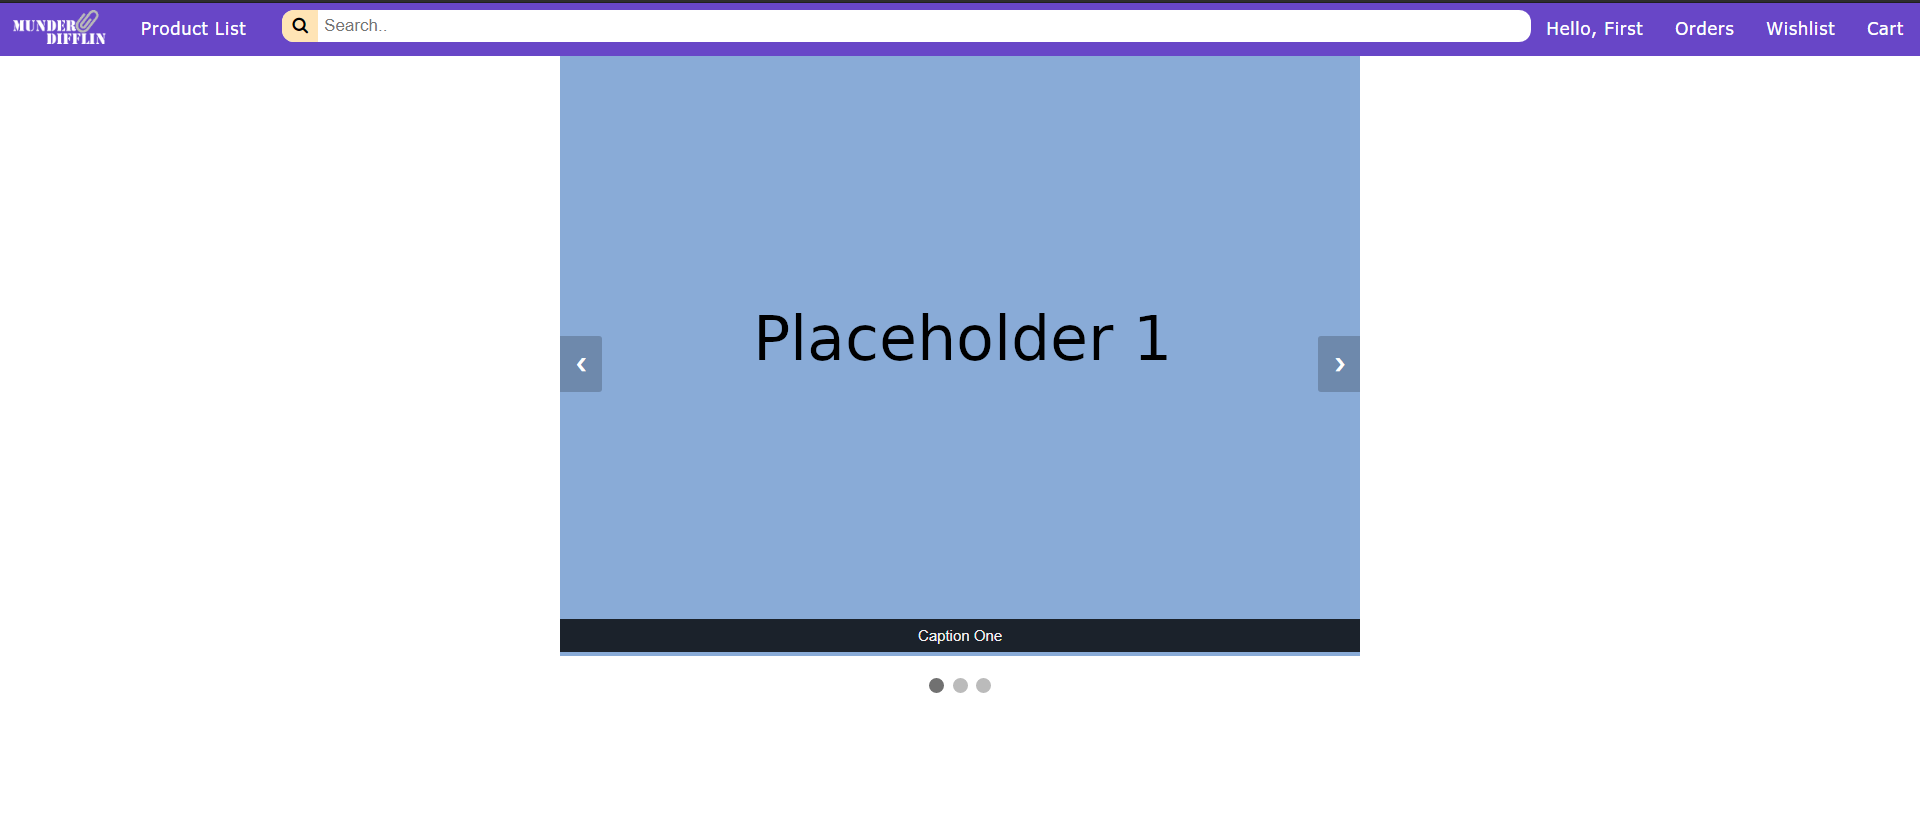 MUNDER
DIFFLIN
Product List
Search..
Hello, First
Orders
Wishlist
Cart
Placeholder 1
‹
›
Caption One